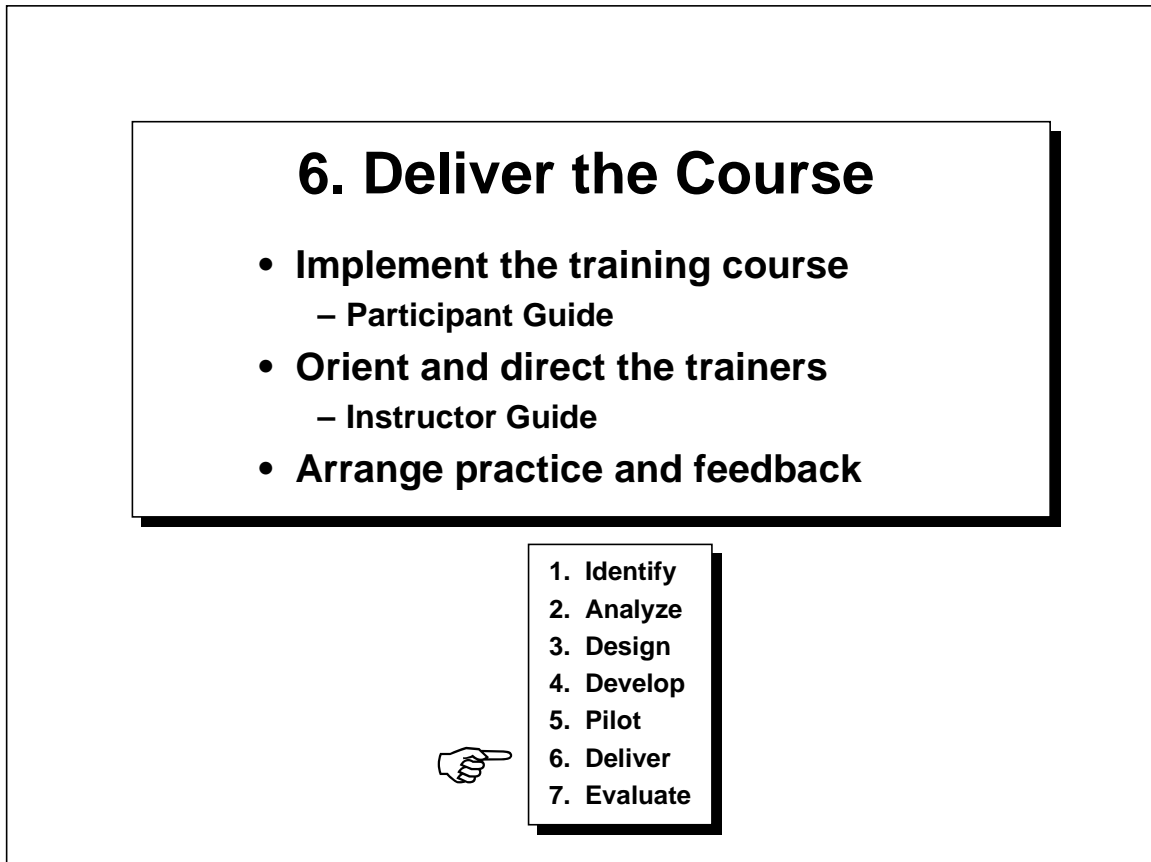 6. Deliver the Course
• Implement the training course
– Participant Guide
• Orient and direct the trainers
– Instructor Guide
• Arrange practice and feedback
1. Identify
2. Analyze
3. Design
4. Develop
5. Pilot
6. Deliver
7. Evaluate